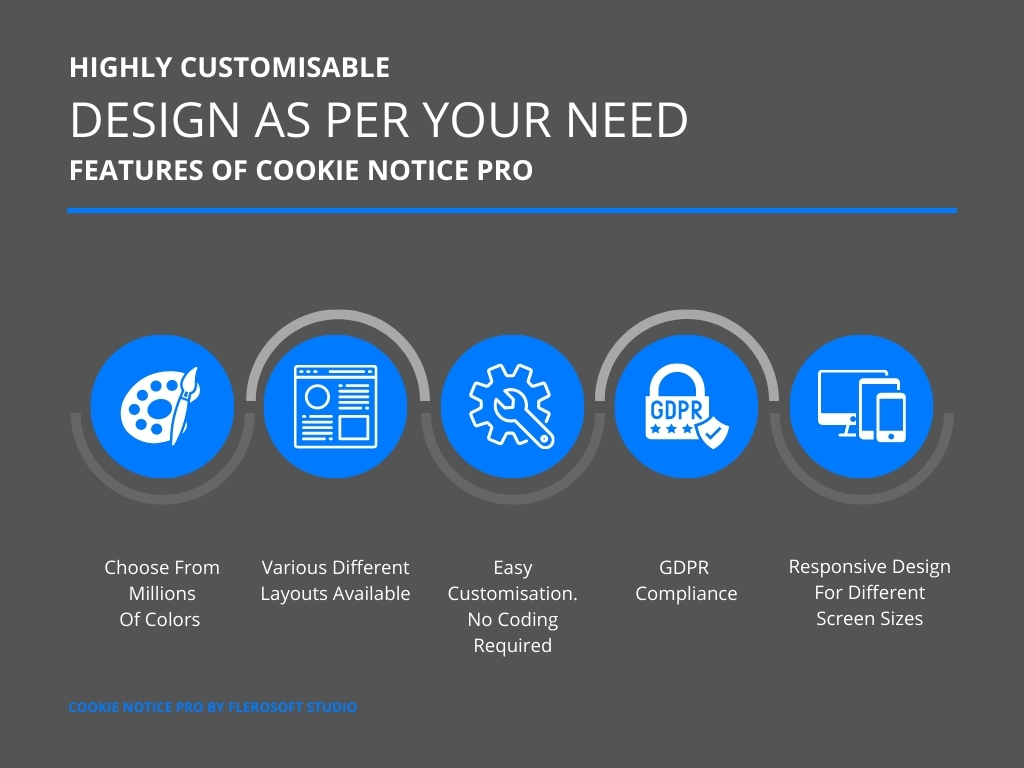 HIGHLY CUSTOMISABLE
DESIGN AS PER YOUR NEED
FEATURES OF COOKIE NOTICE PRO
GDPR
Choose From
Millions
Of Colors
Various Different
Layouts Available
Easy
Customisation.
No Coding
Required
GDPR
Compliance
Responsive Design
For Different
Screen Sizes
COOKIE NOTICE PRO BY FLEROSOFT STUDIO